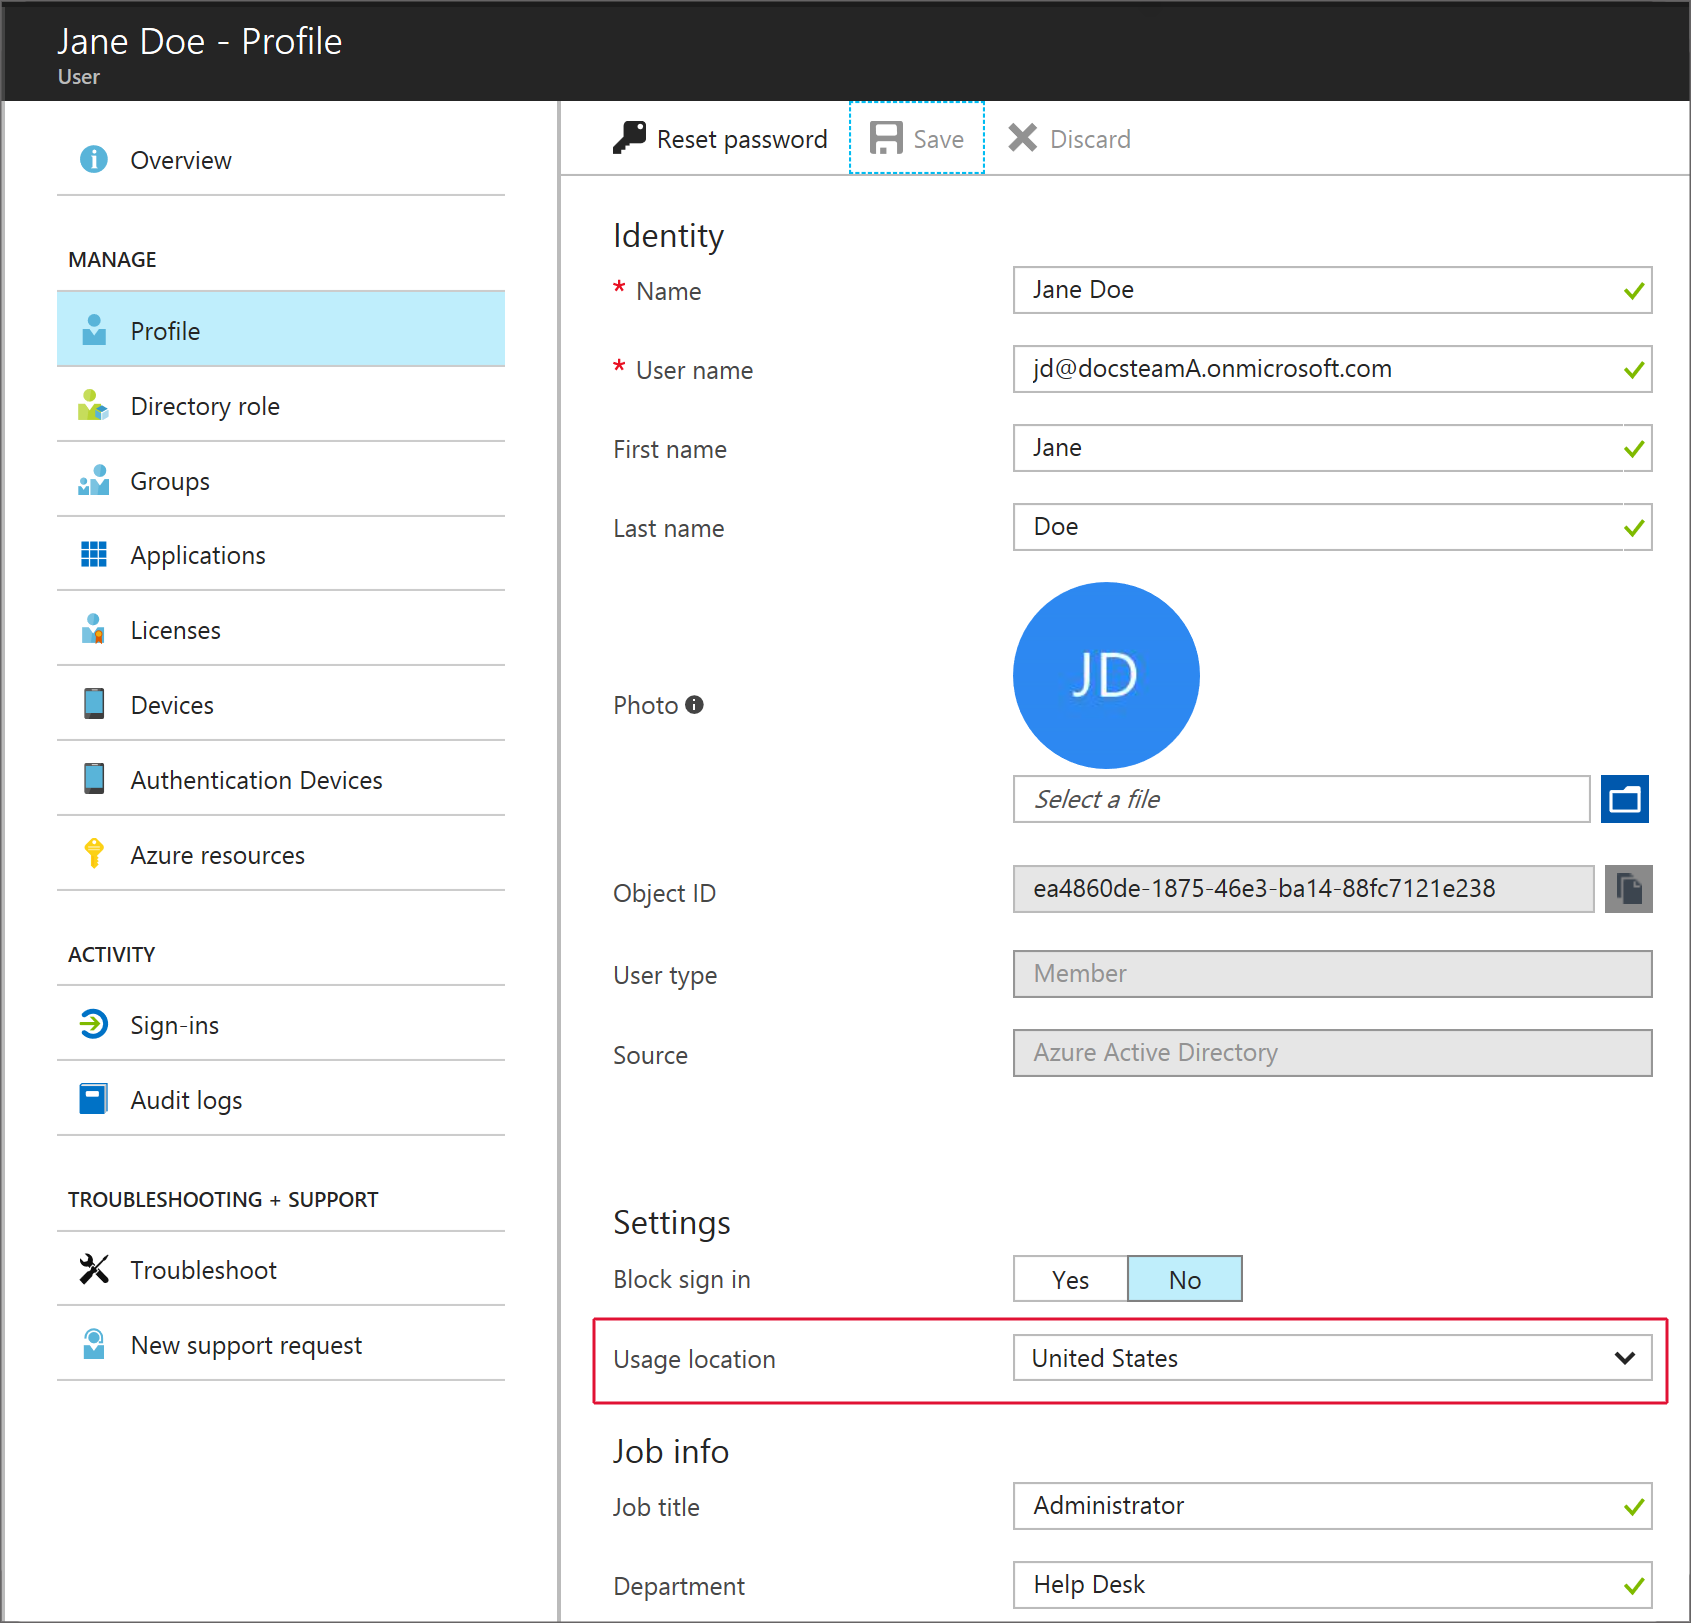 Jane Doe - Profile
User
Overview
MANAGE
Profile
Directory role
Groups
Applications
Licenses
Devices
Authentication Devices
Azure resources
ACTIVITY
Sign-ins
Audit logs
TROUBLESHOOTING + SUPPORT
Troubleshoot
New support request
Reset password Save Discard
Identity
* Name Jane Doe
* User name jd@docsteamA.onmicrosoft.com
First name Jane
Last name Doe
JD
Photo
Select a file
Object ID ea4860de-1875-46e3-ba14-88fc7121e238
User type Member
Source Azure Active Directory
Settings
Block sign in Yes No
Usage location United States
Job info
Job title Administrator
Department Help Desk